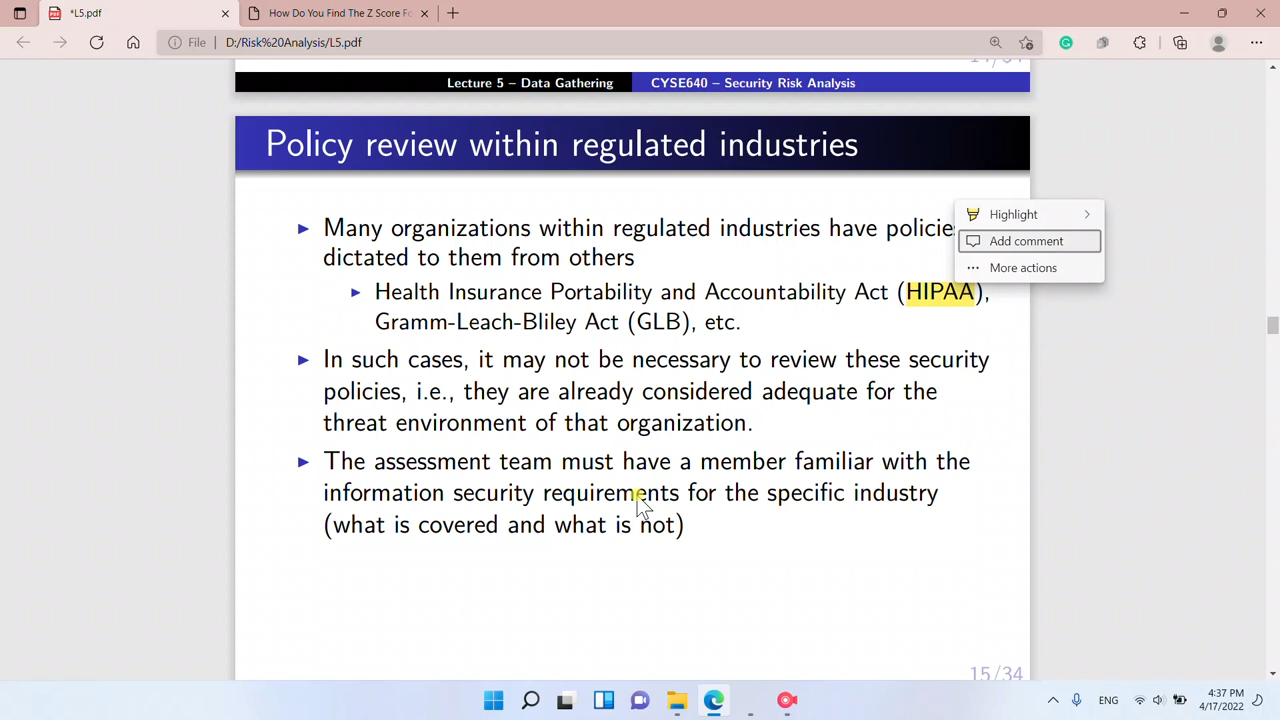 *L5.pdf
How Do You Find The Z Score Fo
File
D:/Risk%20Analysis/L5.pdf
Lecture 5 – Data Gathering
CYSE640 – Security Risk Analysis
Policy review within regulated industries
Many organizations within regulated industries have policies
dictated to them from others
Health Insurance Portability and Accountability Act (HIPAA),
Gramm-Leach-Bliley Act (GLB), etc.
In such cases, it may not be necessary to review these security
policies, i.e., they are already considered adequate for the
threat environment of that organization.
The assessment team must have a member familiar with the
information security requirements for the specific industry
(what is covered and what is not)
15/34
Highlight
Add comment
More actions
ENG
4:37 PM
4/17/2022